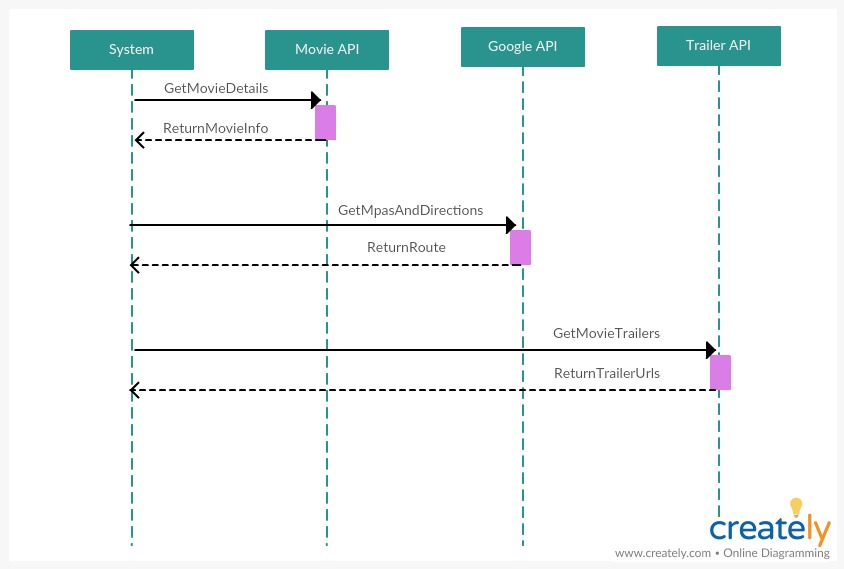 System
Movie API
Google API
Trailer API
GetMovieDetails
ReturnMovieInfo
GetMpasAndDirections
ReturnRoute
GetMovieTrailers
ReturnTrailerUrls
creately
www.creately.com • Online Diagramming